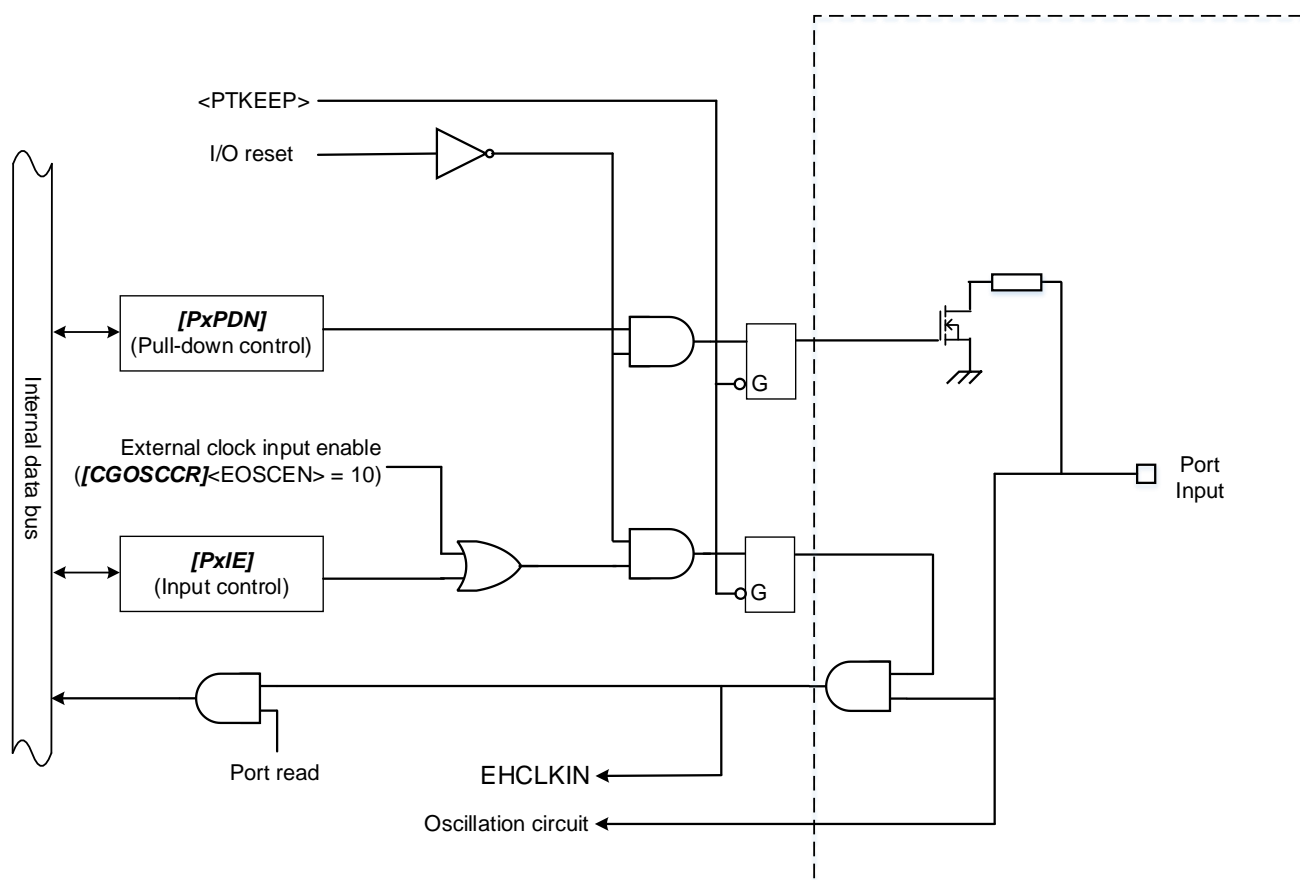 <PTKEEP>
I/O reset
[PxPDN]
(Pull-down control)
G
Internal data bus
External clock input enable
([CGOSCCR]<EOSCEN> = 10)
Port
Input
[PxIE]
(Input control)
G
Port read
EHCLKIN
Oscillation circuit